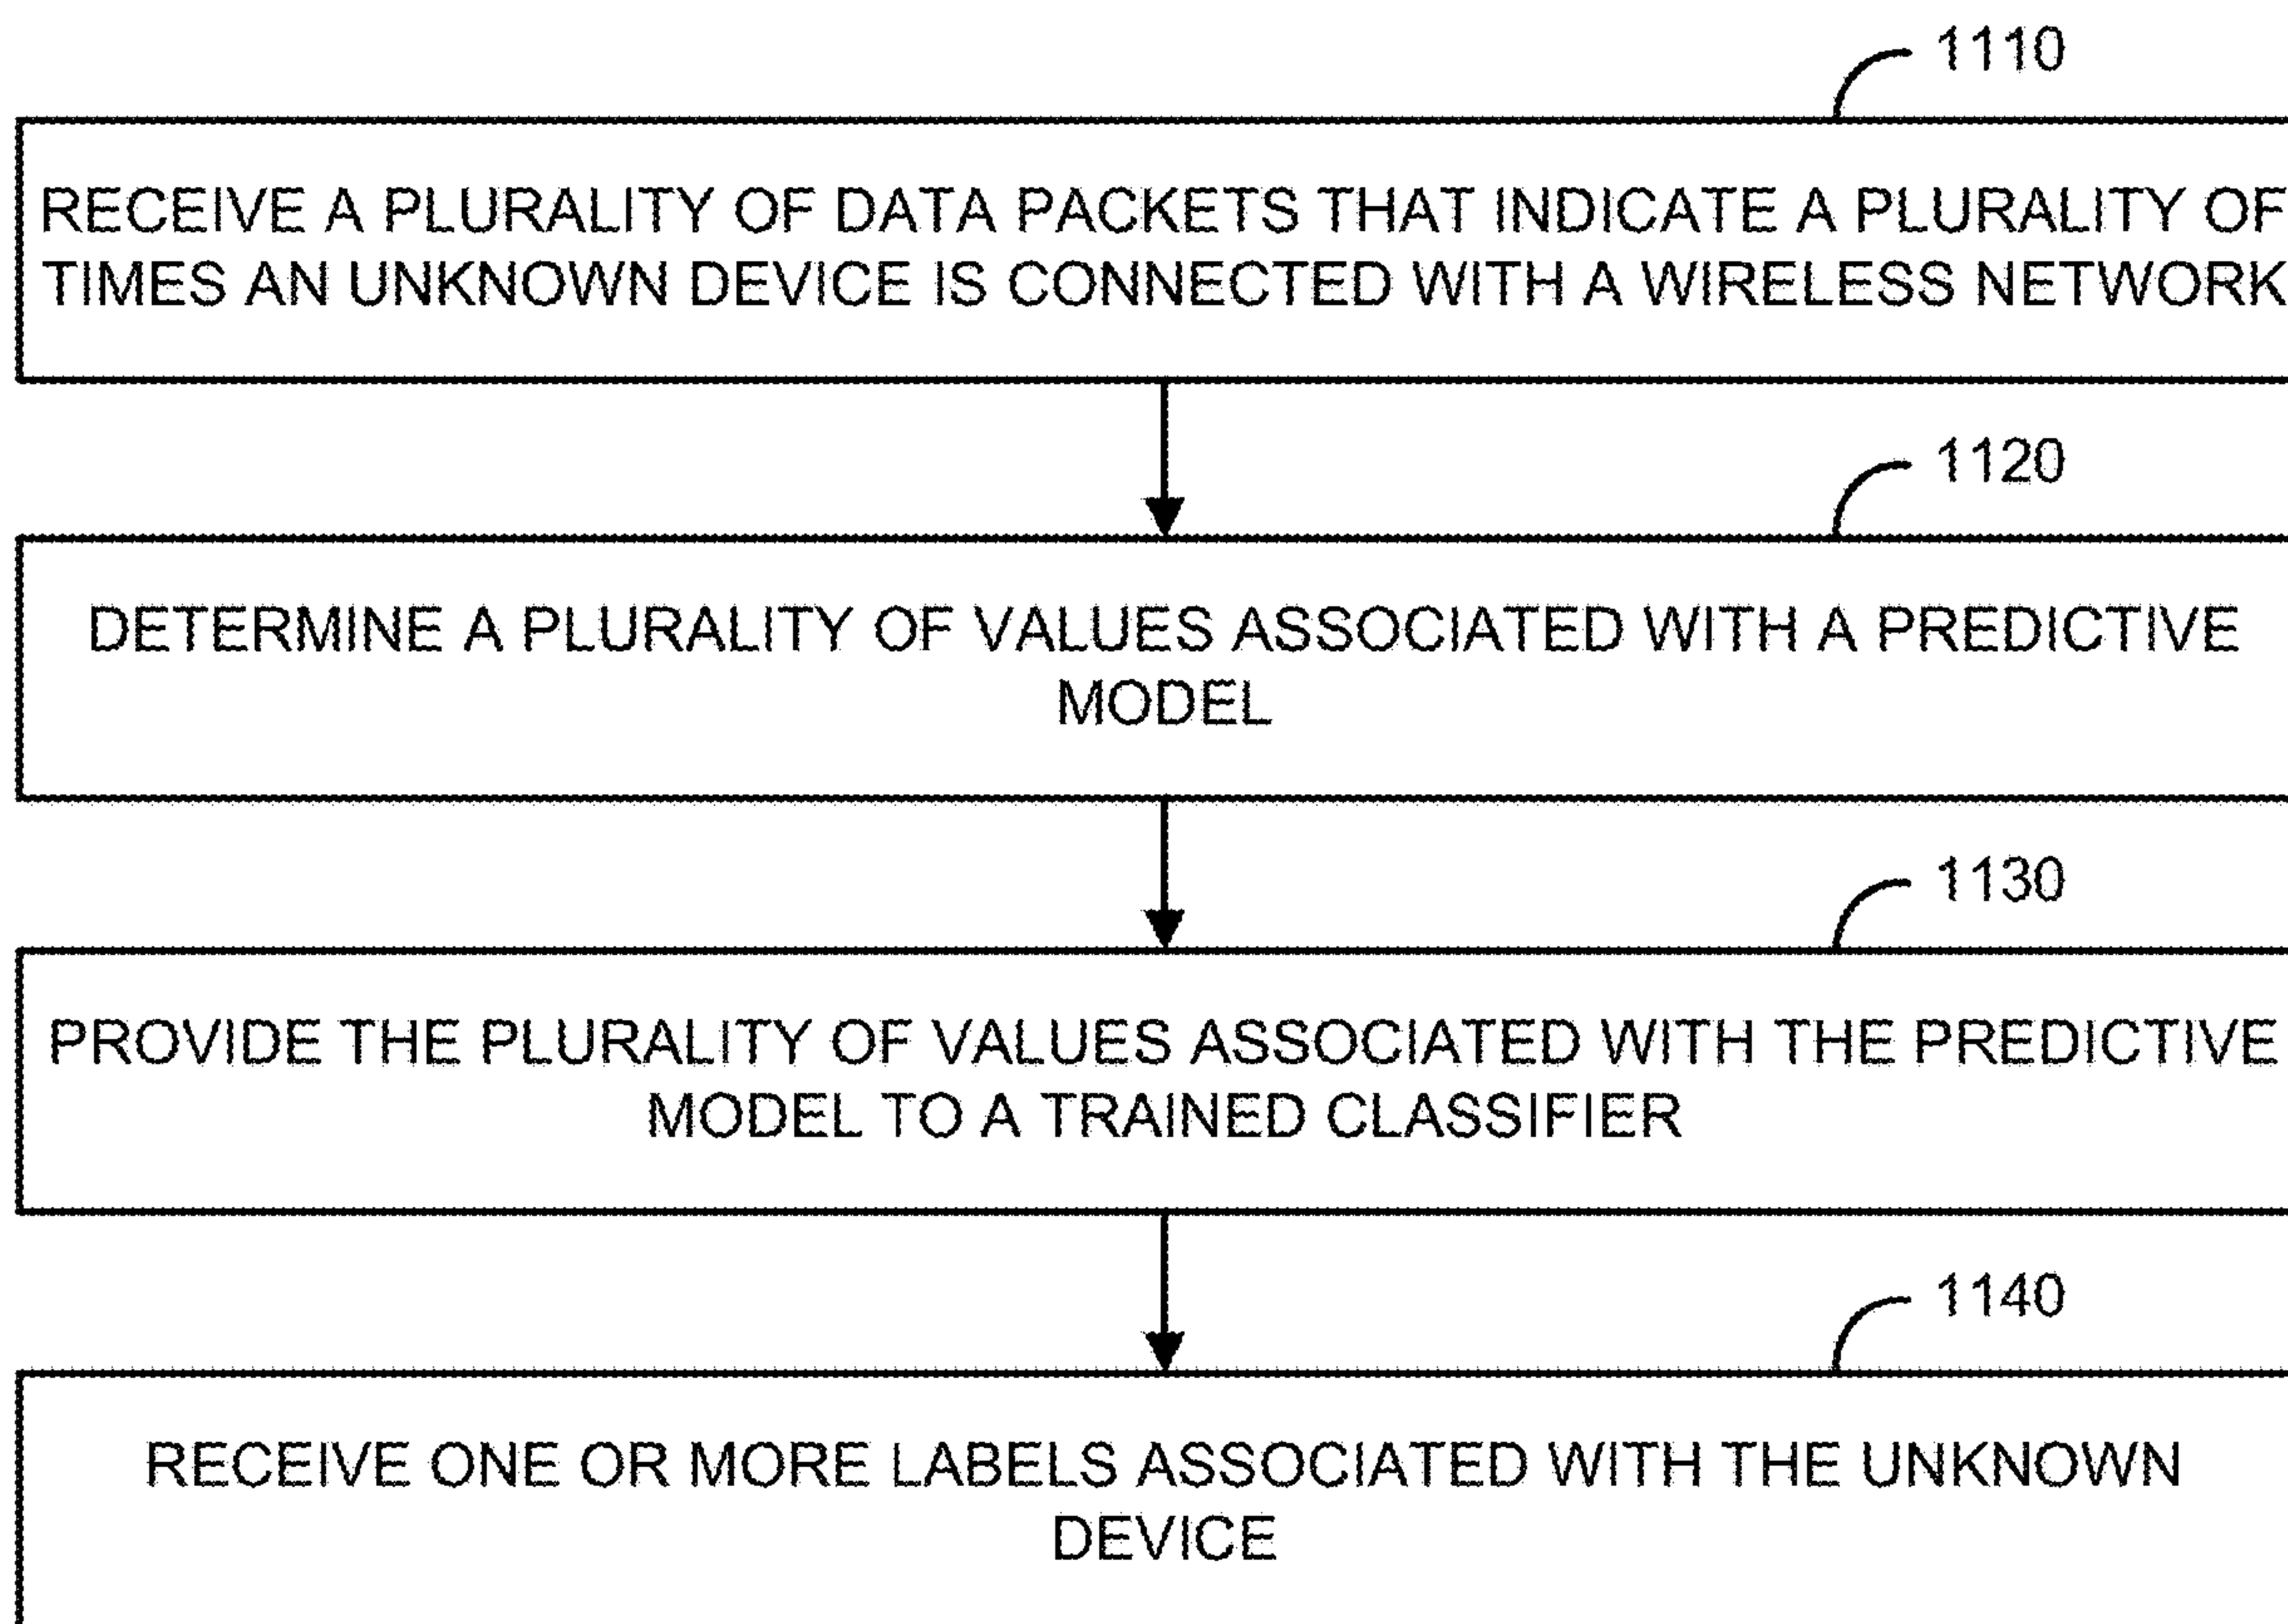 1110
RECEIVE A PLURALITY OF DATA PACKETS THAT INDICATE A PLURALITY OF
TIMES AN UNKNOWN DEVICE IS CONNECTED WITH A WIRELESS NETWORK
1120
DETERMINE A PLURALITY OF VALUES ASSOCIATED WITH A PREDICTIVE
MODEL
1130
PROVIDE THE PLURALITY OF VALUES ASSOCIATED WITH THE PREDICTIVE
MODEL TO A TRAINED CLASSIFIER
1140
RECEIVE ONE OR MORE LABELS ASSOCIATED WITH THE UNKNOWN
DEVICE